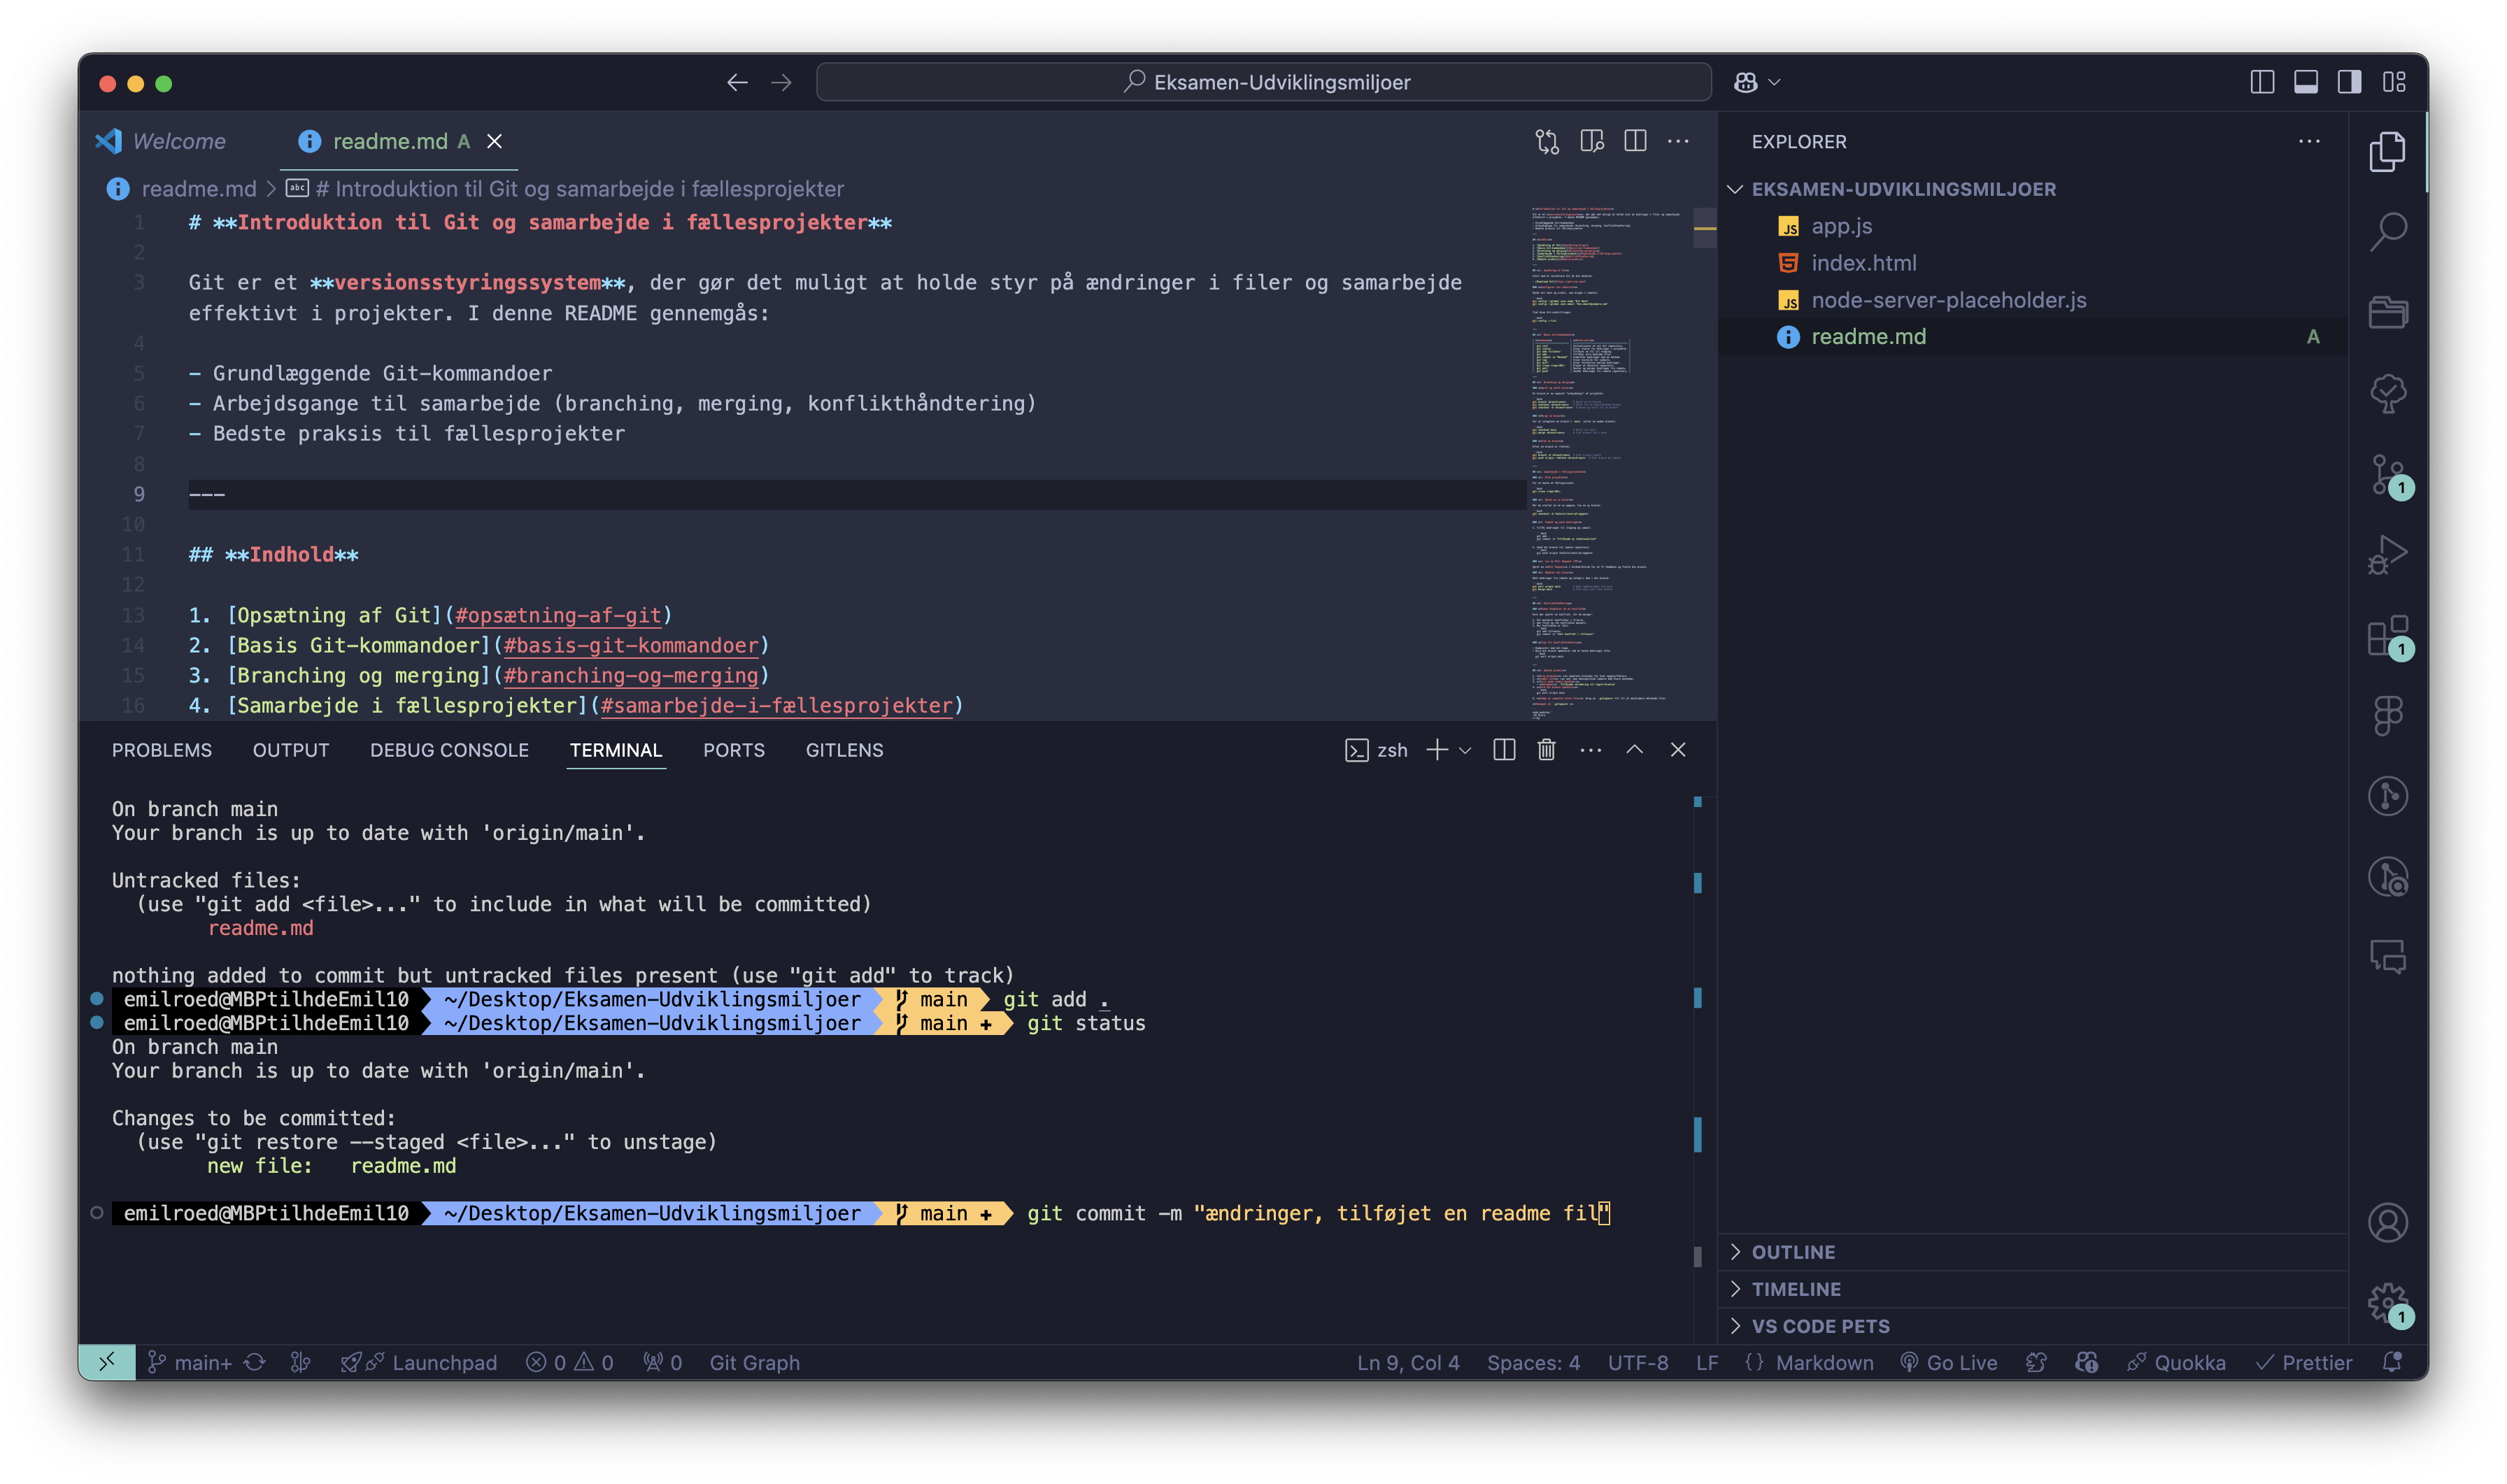 Eksamen-Udviklingsmiljoer
Welcome
readme.md A
readme.md > # Introduktion til Git og samarbejde i fællesprojekter
1 # **Introduktion til Git og samarbejde i fællesprojekter**
2
3 Git er et **versionsstyringssystem**, der gør det muligt at holde styr på ændringer i filer og samarbejde
effektivt i projekter. I denne README gennemgås:
4
5 - Grundlæggende Git-kommandoer
6 - Arbejdsgange til samarbejde (branching, merging, konflikthåndtering)
7 - Bedste praksis til fællesprojekter
8
9 ---
10
11 ## **Indhold**
12
13 1. [Opsætning af Git](#opsætning-af-git)
14 2. [Basis Git-kommandoer](#basis-git-kommandoer)
15 3. [Branching og merging](#branching-og-merging)
16 4. [Samarbejde i fællesprojekter](#samarbejde-i-fællesprojekter)
PROBLEMS OUTPUT DEBUG CONSOLE TERMINAL PORTS GITLENS
zsh
On branch main
Your branch is up to date with 'origin/main'.
Untracked files:
(use "git add <file>..." to include in what will be committed)
readme.md
nothing added to commit but untracked files present (use "git add" to track)
emilroed@MBPtilhdeEmil10 ~/Desktop/Eksamen-Udviklingsmiljoer main git add .
emilroed@MBPtilhdeEmil10 ~/Desktop/Eksamen-Udviklingsmiljoer main + git status
On branch main
Your branch is up to date with 'origin/main'.
Changes to be committed:
(use "git restore --staged <file>..." to unstage)
new file: readme.md
emilroed@MBPtilhdeEmil10 ~/Desktop/Eksamen-Udviklingsmiljoer main + git commit -m "ændringer, tilføjet en readme fil"
EXPLORER
EKSAMEN-UDVIKLINGSMILJOER
JS app.js
index.html
JS node-server-placeholder.js
readme.md A
OUTLINE
TIMELINE
VS CODE PETS
1
1
1
main+ Launchpad 0 0 0 Git Graph
Ln 9, Col 4 Spaces: 4 UTF-8 LF {} Markdown Go Live Quokka Prettier